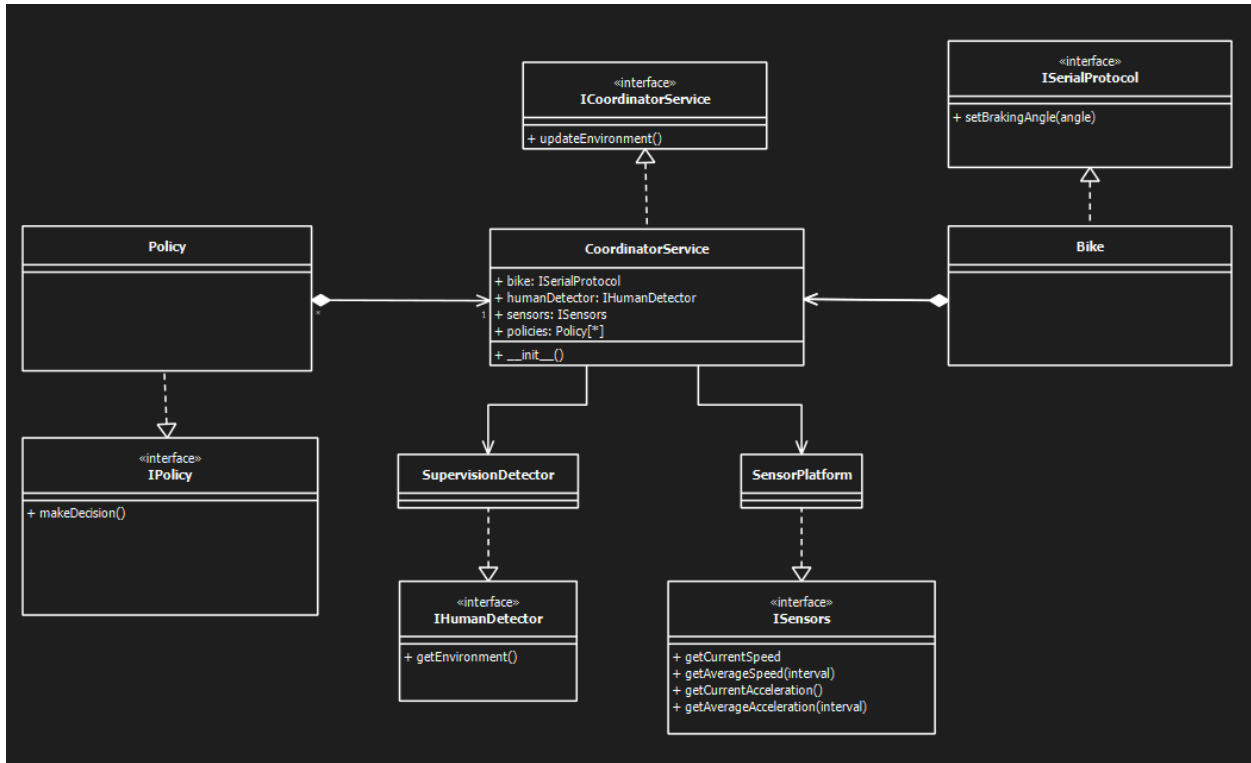 «interface»
ICoordinatorService
+ updateEnvironment()
«interface»
ISerialProtocol
+ setBrakingAngle(angle)
Policy
*
1
CoordinatorService
+ bike: ISerialProtocol
+ humanDetector: IHumanDetector
+ sensors: ISensors
+ policies: Policy[*]
+ __init__()
Bike
«interface»
IPolicy
+ makeDecision()
SupervisionDetector
SensorPlatform
«interface»
IHumanDetector
+ getEnvironment()
«interface»
ISensors
+ getCurrentSpeed
+ getAverageSpeed(interval)
+ getCurrentAcceleration()
+ getAverageAcceleration(interval)